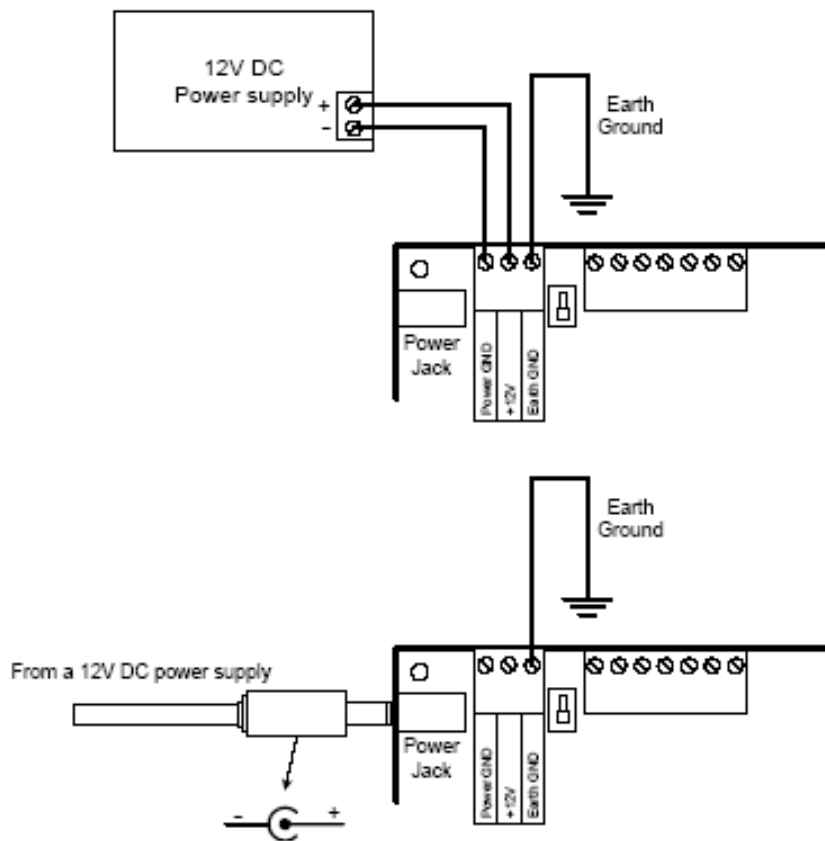 12V DC
Power supply
+
-
Earth
Ground
Power
Jack
Power GND
+12V
Earth GND
Earth
Ground
From a 12V DC power supply
Power
Jack
Power GND
+12V
Earth GND
- +